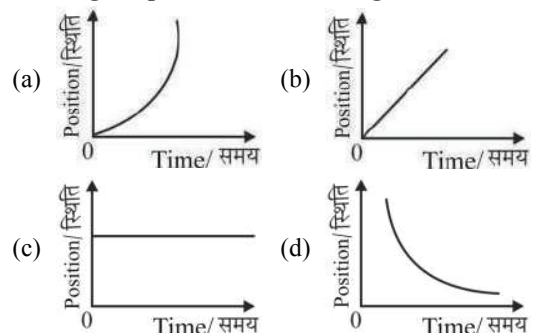 (a) Position/स्थिति 0 Time/ समय
(b) Position/स्थिति 0 Time/ समय
(c) Position/स्थिति 0 Time/ समय
(d) Position/स्थिति 0 Time/ समय